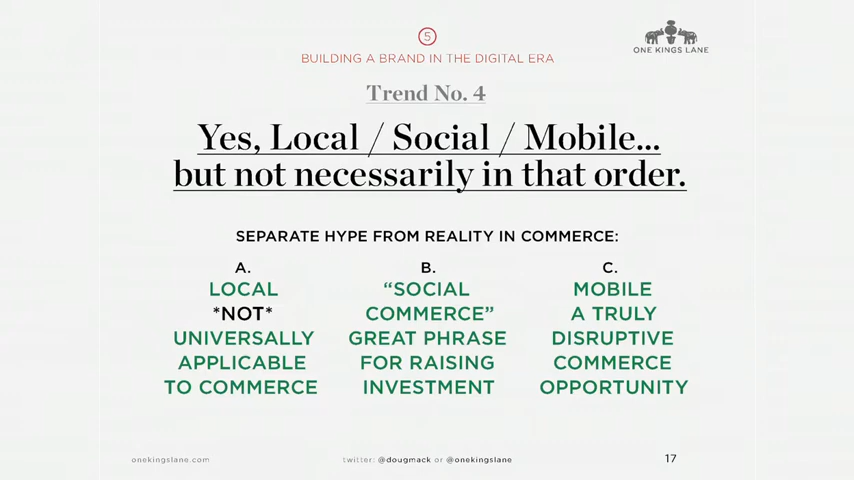 5
BUILDING A BRAND IN THE DIGITAL ERA
ONE KINGS LANE
Trend No. 4
Yes, Local / Social / Mobile...
but not necessarily in that order.
SEPARATE HYPE FROM REALITY IN COMMERCE:
A.
LOCAL
*NOT*
UNIVERSALLY
APPLICABLE
TO COMMERCE
B.
“SOCIAL
COMMERCE”
GREAT PHRASE
FOR RAISING
INVESTMENT
C.
MOBILE
A TRULY
DISRUPTIVE
COMMERCE
OPPORTUNITY
onekingslane.com
twitter: @dougmack or @onekingslane
17